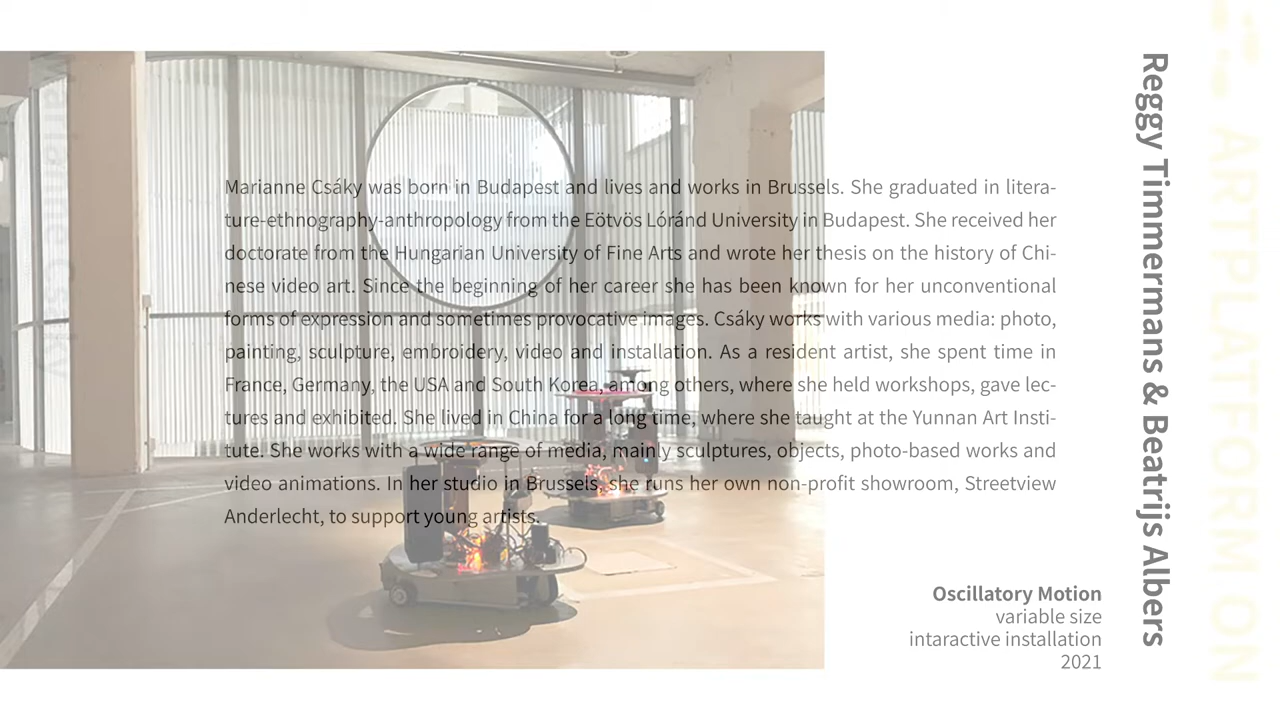 Marianne Csáky was born in Budapest and lives and works in Brussels. She graduated in litera-
ture-ethnography-anthropology from the Eötvös Lóránd University in Budapest. She received her
doctorate from the Hungarian University of Fine Arts and wrote her thesis on the history of Chi-
nese video art. Since the beginning of her career she has been known for her unconventional
forms of expression and sometimes provocative images. Csáky works with various media: photo,
painting, sculpture, embroidery, video and installation. As a resident artist, she spent time in
France, Germany, the USA and South Korea, among others, where she held workshops, gave lec-
tures and exhibited. She lived in China for a long time, where she taught at the Yunnan Art Insti-
tute. She works with a wide range of media, mainly sculptures, objects, photo-based works and
video animations. In her studio in Brussels, she runs her own non-profit showroom, Streetview
Anderlecht, to support young artists.
Oscillatory Motion
variable size
intaractive installation
2021
Reggy Timmermans & Beatrijs Albers
ARTPLATFORM ON
Marianne Csáky